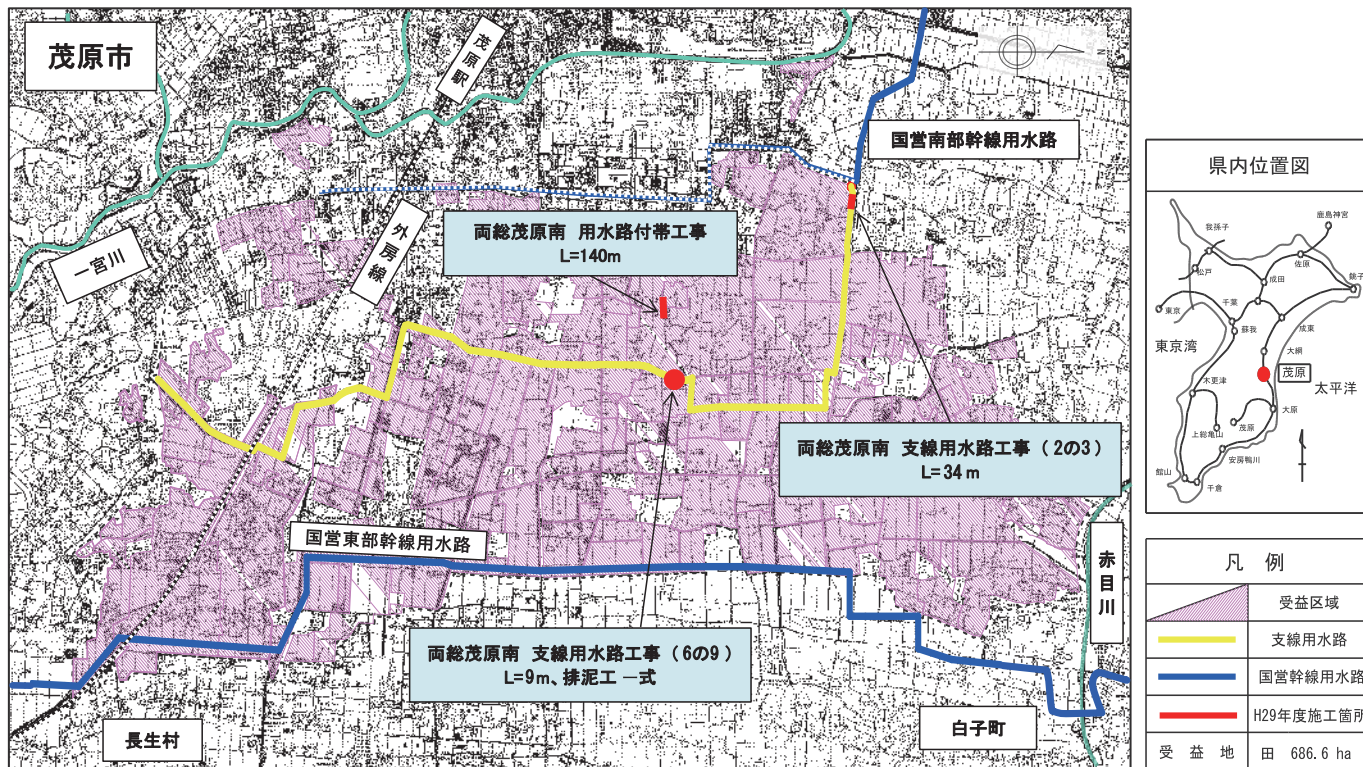 茂原市
茂原駅
N
国営南部幹線用水路
両総茂原南 用水路付帯工事
L=140m
外房線
一宮川
両総茂原南 支線用水路工事(2の3)
L=34m
国営東部幹線用水路
赤目川
両総茂原南 支線用水路工事(6の9)
L=9m、排泥工 一式
長生村
白子町
県内位置図
鹿島神宮
我孫子
松戸
成田
佐原
銚子
東京
千葉
蘇我
成東
東京湾
大網
茂原
太平洋
木更津
大原
茂原
上総亀山
安房鴨川
館山
千倉
凡 例
受益区域
支線用水路
国営幹線用水路
H29年度施工箇所
受 益 地
田 686.6 ha